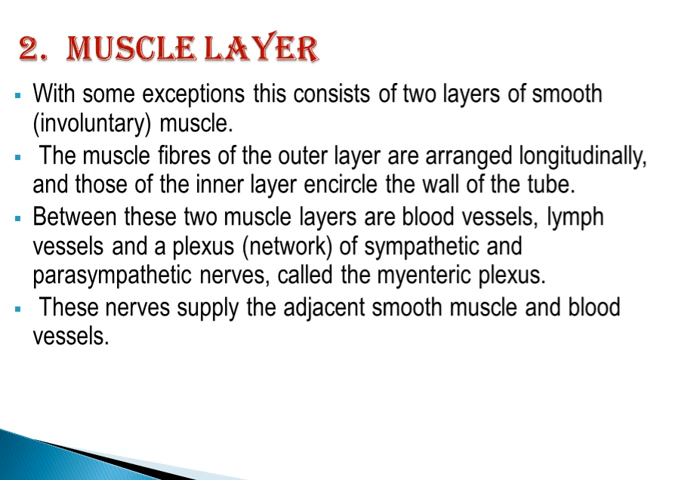 2. MUSCLE LAYER
▪ With some exceptions this consists of two layers of smooth
(involuntary) muscle.
▪ The muscle fibres of the outer layer are arranged longitudinally,
and those of the inner layer encircle the wall of the tube.
▪ Between these two muscle layers are blood vessels, lymph
vessels and a plexus (network) of sympathetic and
parasympathetic nerves, called the myenteric plexus.
▪ These nerves supply the adjacent smooth muscle and blood
vessels.